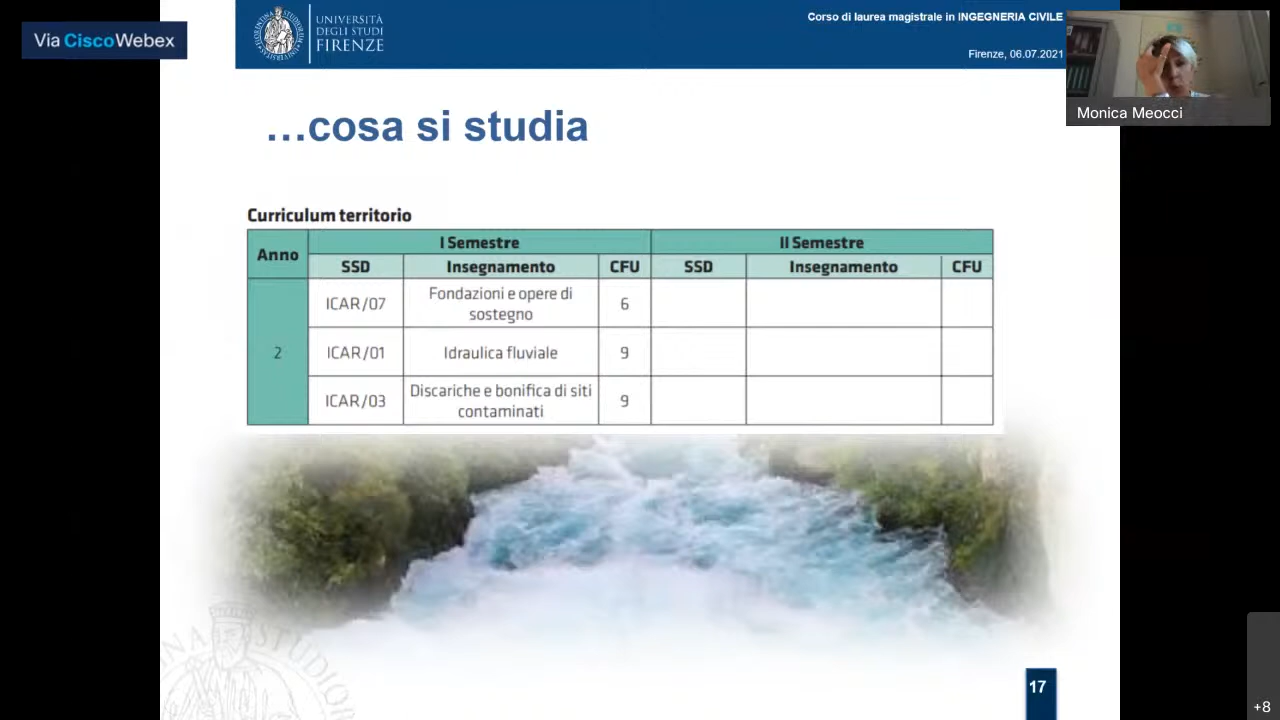 Via CiscoWebex
UNIVERSITÀ
DEGLI STUDI
FIRENZE
Corso di laurea magistrale in INGEGNERIA CIVILE
Firenze, 06.07.2021
Monica Meocci
…cosa si studia
Curriculum territorio
Anno I Semestre II Semestre
SSD Insegnamento CFU SSD Insegnamento CFU
2
ICAR/07 Fondazioni e opere di sostegno 6
ICAR/01 Idraulica fluviale 9
ICAR/03 Discariche e bonifica di siti contaminati 9
17
+8